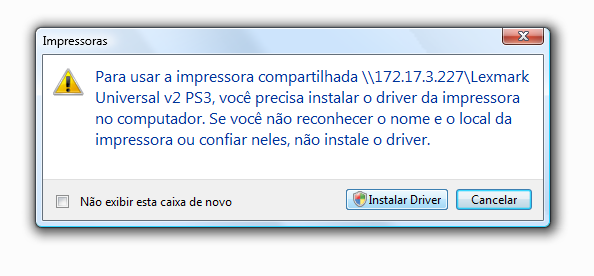 Impressoras
Para usar a impressora compartilhada \\172.17.3.227\Lexmark
Universal v2 PS3, você precisa instalar o driver da impressora
no computador. Se você não reconhecer o nome e o local da
impressora ou confiar neles, não instale o driver.
Não exibir esta caixa de novo
Instalar Driver
Cancelar